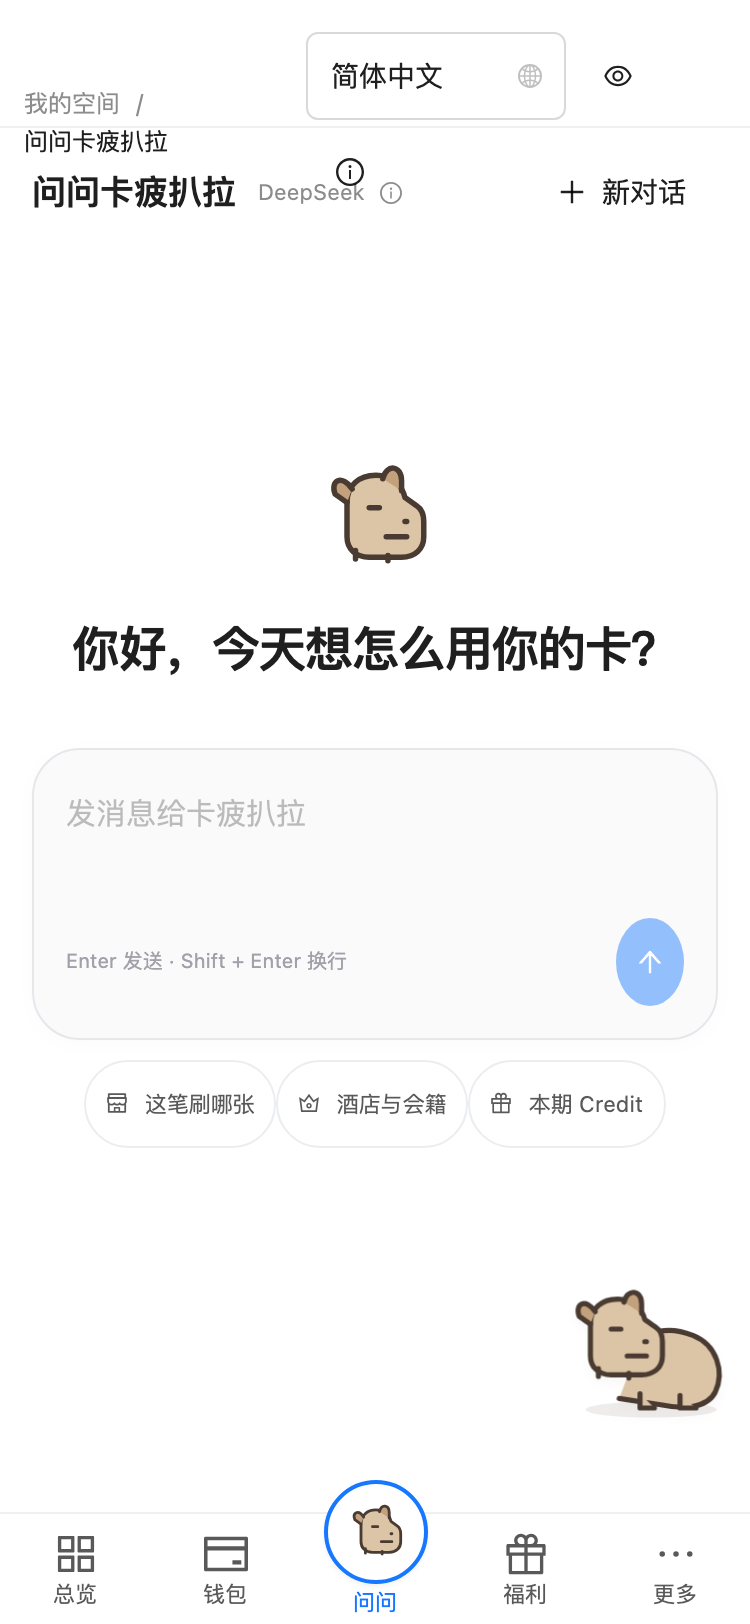 简体中文
我的空间 /
问问卡疲扒拉
问问卡疲扒拉 DeepSeek
新对话
你好，今天想怎么用你的卡？
发消息给卡疲扒拉
Enter 发送 · Shift + Enter 换行
这笔刷哪张
酒店与会籍
本期 Credit
总览
钱包
问问
福利
更多